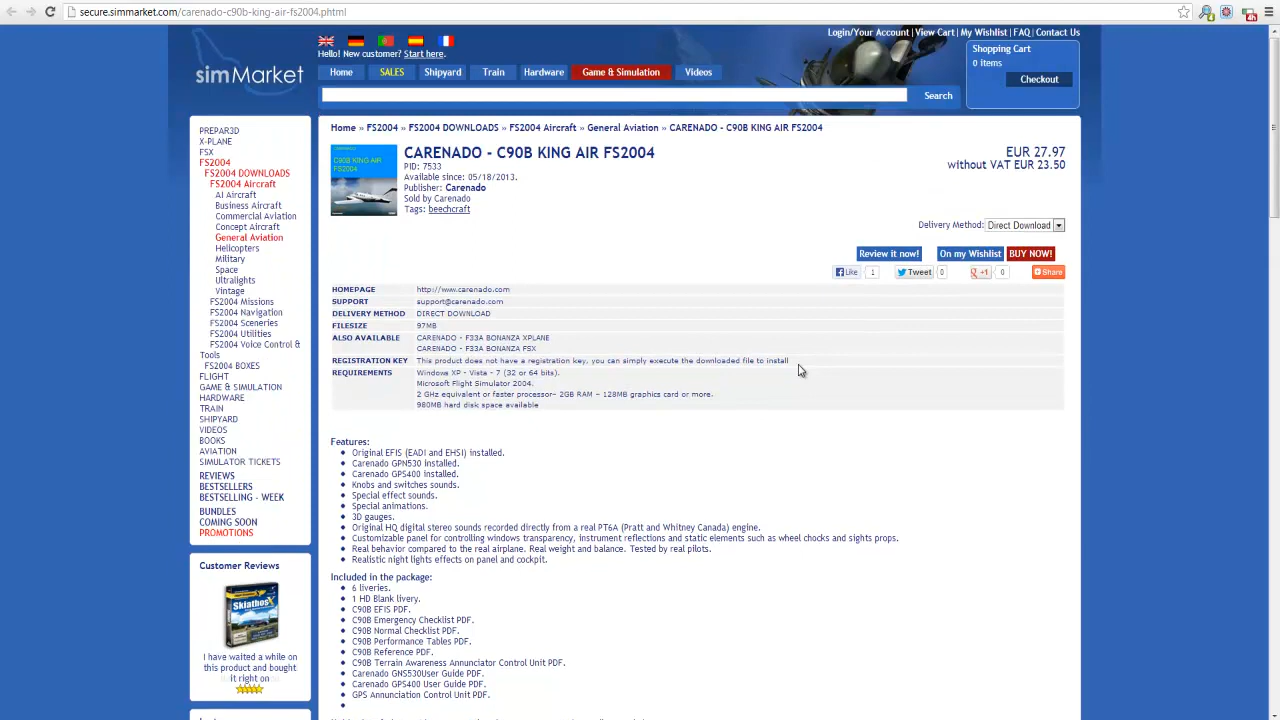 secure.simmarket.com/carenado-c90b-king-air-fs2004.phtml
4h
Login/Your Account | View Cart | My Wishlist | FAQ | Contact Us
simMarket
Hello! New customer? Start here.
Shopping Cart
0 items
Checkout
Home SALES Shipyard Train Hardware Game & Simulation Videos
Search
PREPAR3D
X-PLANE
FSX
FS2004
FS2004 DOWNLOADS
FS2004 Aircraft
AI Aircraft
Business Aircraft
Commercial Aviation
Concept Aircraft
General Aviation
Helicopters
Military
Space
Ultralights
Vintage
FS2004 Missions
FS2004 Navigation
FS2004 Sceneries
FS2004 Utilities
FS2004 Voice Control &
Tools
FS2004 BOXES
FLIGHT
GAME & SIMULATION
HARDWARE
TRAIN
SHIPYARD
VIDEOS
BOOKS
AVIATION
SIMULATOR TICKETS
REVIEWS
BESTSELLERS
BESTSELLING - WEEK
BUNDLES
COMING SOON
PROMOTIONS
Customer Reviews
SkiathosX
I have waited a while on
this product and bought
it right on
Home » FS2004 » FS2004 DOWNLOADS » FS2004 Aircraft » General Aviation » CARENADO - C90B KING AIR FS2004
C90B KING AIR
FS2004
CARENADO - C90B KING AIR FS2004
PID: 7533
Available since: 05/18/2013.
Publisher: Carenado
Sold by Carenado
Tags: beechcraft
EUR 27.97
without VAT EUR 23.50
Delivery Method: Direct Download
Review it now! On my Wishlist BUY NOW!
Like 1 Tweet 0 +1 0 Share
HOMEPAGE http://www.carenado.com
SUPPORT support@carenado.com
DELIVERY METHOD DIRECT DOWNLOAD
FILESIZE 97MB
ALSO AVAILABLE CARENADO - F33A BONANZA XPLANE
CARENADO - F33A BONANZA FSX
REGISTRATION KEY This product does not have a registration key, you can simply execute the downloaded file to install
REQUIREMENTS Windows XP - Vista - 7 (32 or 64 bits).
Microsoft Flight Simulator 2004.
2 GHz equivalent or faster processor– 2GB RAM – 128MB graphics card or more.
980MB hard disk space available
Features:
Original EFIS (EADI and EHSI) installed.
Carenado GPN530 installed.
Carenado GPS400 installed.
Knobs and switches sounds.
Special effect sounds.
Special animations.
3D gauges.
Original HQ digital stereo sounds recorded directly from a real PT6A (Pratt and Whitney Canada) engine.
Customizable panel for controlling windows transparency, instrument reflections and static elements such as wheel chocks and sights props.
Real behavior compared to the real airplane. Real weight and balance. Tested by real pilots.
Realistic night lights effects on panel and cockpit.
Included in the package:
6 liveries.
1 HD Blank livery.
C90B EFIS PDF.
C90B Emergency Checklist PDF.
C90B Normal Checklist PDF.
C90B Performance Tables PDF.
C90B Reference PDF.
C90B Terrain Awareness Annunciator Control Unit PDF.
Carenado GNS530User Guide PDF.
Carenado GPS400 User Guide PDF.
GPS Annunciation Control Unit PDF.